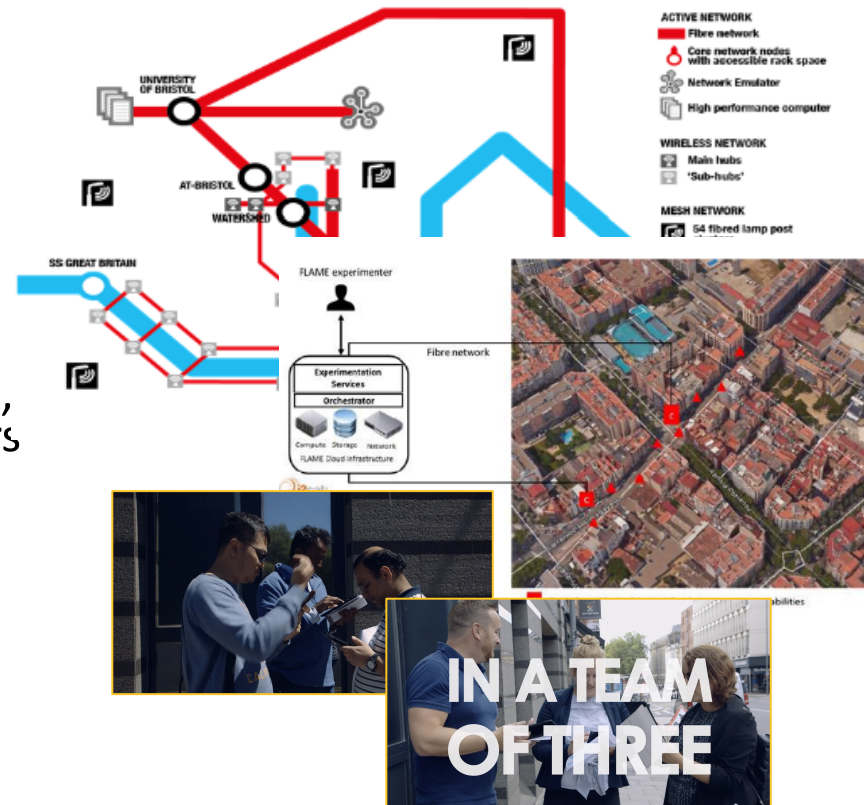 ACTIVE NETWORK
Fibre network
Core network nodes
with accessible rack space
Network Emulator
High performance computer
WIRELESS NETWORK
Main hubs
'Sub-hubs'
MESH NETWORK
54 fibred lamp post
UNIVERSITY
OF BRISTOL
AT-BRISTOL
WATERSHED
SS GREAT BRITAIN
FLAME experimenter
Fibre network
Experimentation
Services
Orchestrator
Compute Storage Network
FLAME Cloud Infrastructure
C
C
abilities
IN A TEAM
OF THREE